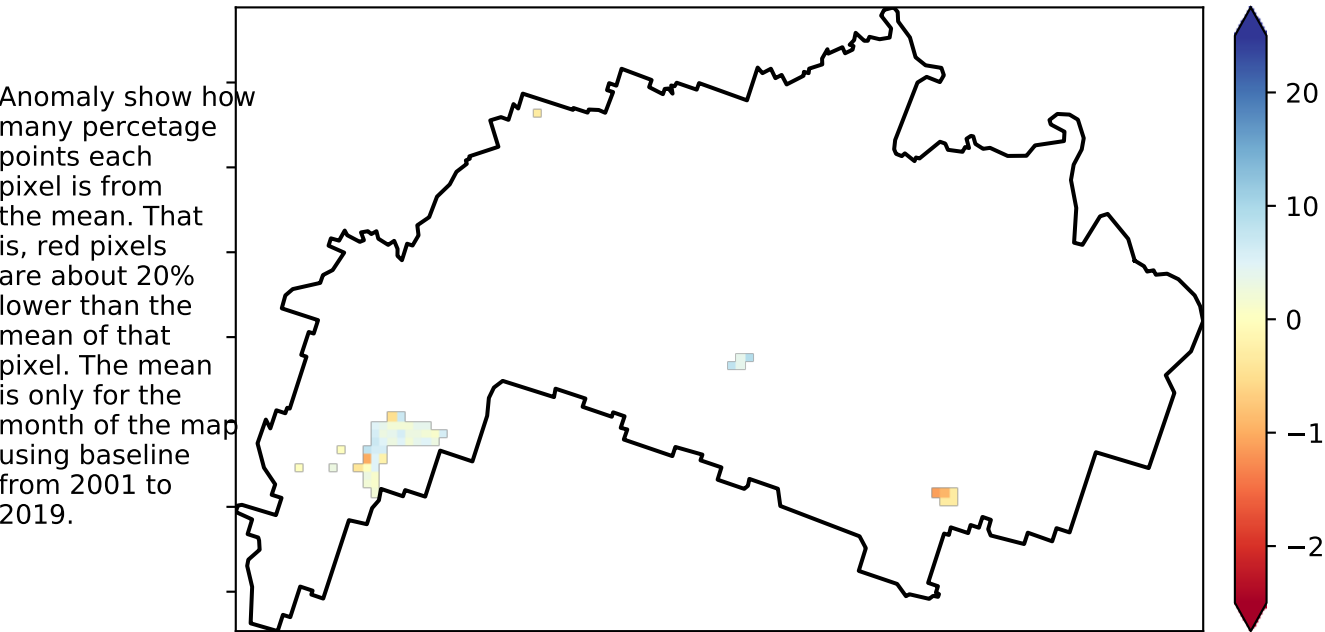 Anomaly show how
many percetage
points each
pixel is from
the mean. That
is, red pixels
are about 20%
lower than the
mean of that
pixel. The mean
is only for the
month of the map
using baseline
from 2001 to
2019.
20
10
0
−1
−2